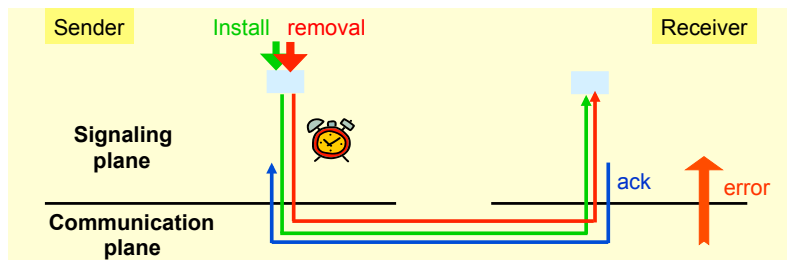 Sender
Install removal
Receiver
Signaling
plane
ack
error
Communication
plane